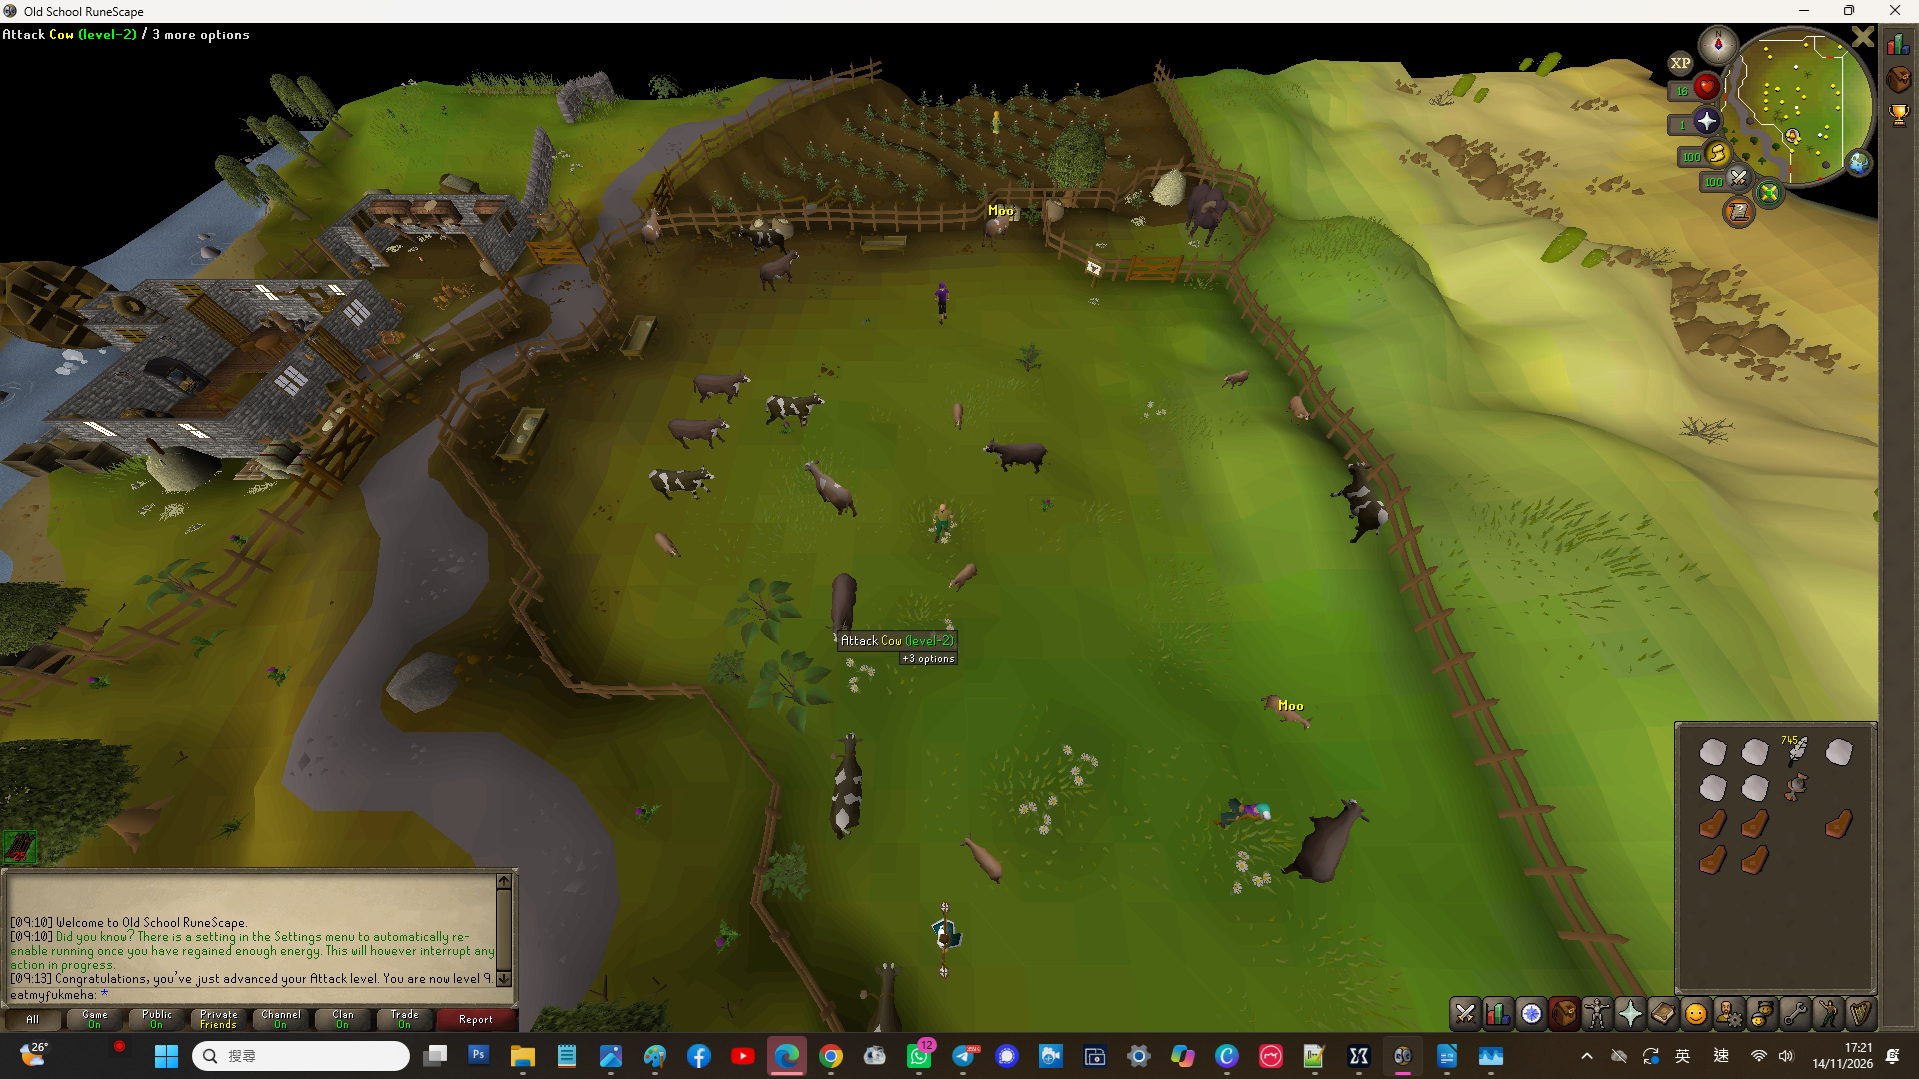 Old School RuneScape
Attack Cow (level-2) / 3 more options
N
XP
16
1
100
100
Moo
Attack Cow (level-2)
+3 options
Moo
745
23
[09:10] Welcome to Old School RuneScape.
[09:10] Did you know? There is a setting in the Settings menu to automatically re-
enable running once you have regained enough energy. This will however interrupt any
action in progress.
[09:13] Congratulations, you've just advanced your Attack level. You are now level 9.
eatmyfukmeha: *
All
Game
On
Public
On
Private
Friends
Channel
On
Clan
On
Trade
On
Report
26°
搜尋
Ps
12
英
速
17:21
14/11/2026